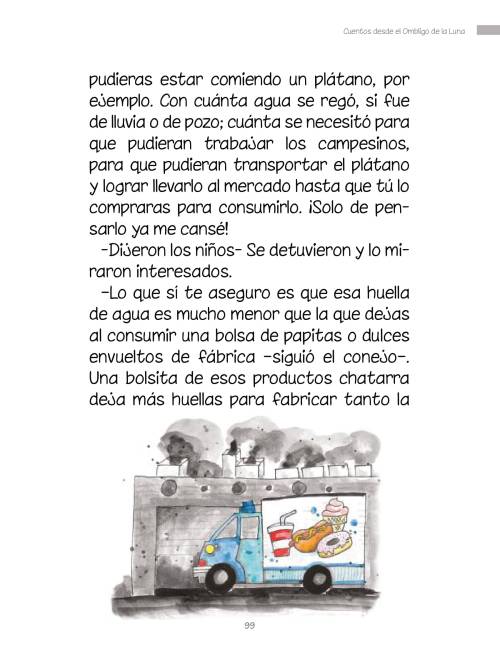 Cuentos desde el Ombligo de la Luna
pudieras estar comiendo un plátano, por
ejemplo. Con cuánta agua se regó, si fue
de lluvia o de pozo; cuánta se necesitó para
que pudieran trabajar los campesinos,
para que pudieran transportar el plátano
y lograr llevarlo al mercado hasta que tú lo
compraras para consumirlo. ¡Solo de pen-
sarlo ya me cansé!
-Dijeron los niños- Se detuvieron y lo mi-
raron interesados.
–Lo que sí te aseguro es que esa huella
de agua es mucho menor que la que dejas
al consumir una bolsa de papitas o dulces
envueltos de fábrica –siguió el conejo–.
Una bolsita de esos productos chatarra
deja más huellas para fabricar tanto la
99